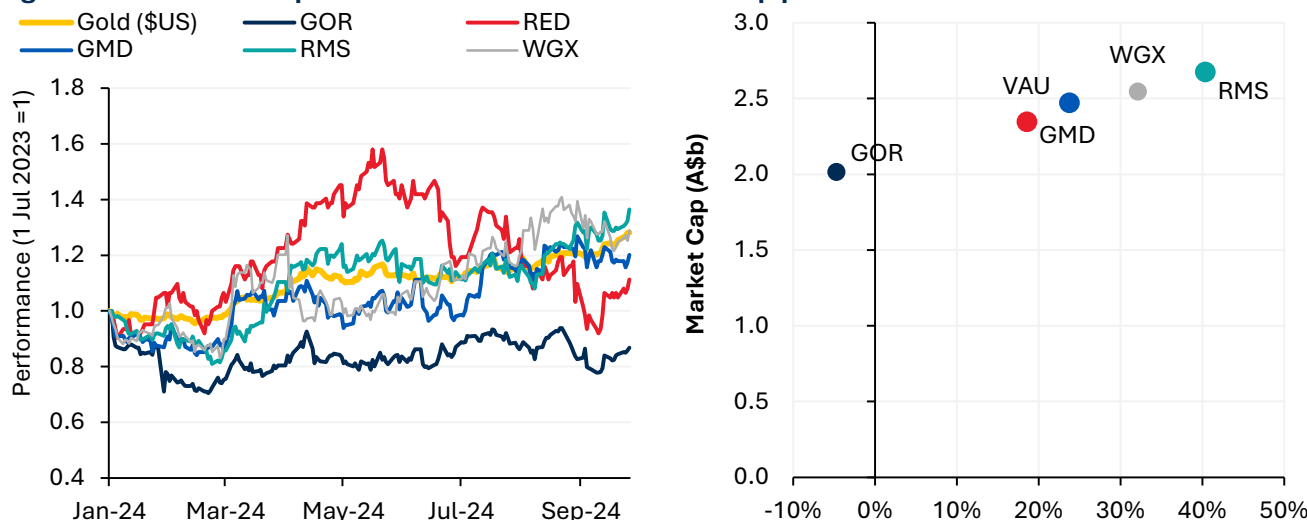 Gold ($US)
GOR
RED
GMD
RMS
WGX
Performance (1 Jul 2023 =1)
1.8
1.6
1.4
1.2
1.0
0.8
0.6
0.4
Jan-24
Mar-24
May-24
Jul-24
Sep-24
Market Cap (A$b)
3.0
2.5
2.0
1.5
1.0
0.5
0.0
WGX
VAU
RMS
GMD
GOR
-10%
0%
10%
20%
30%
40%
50%